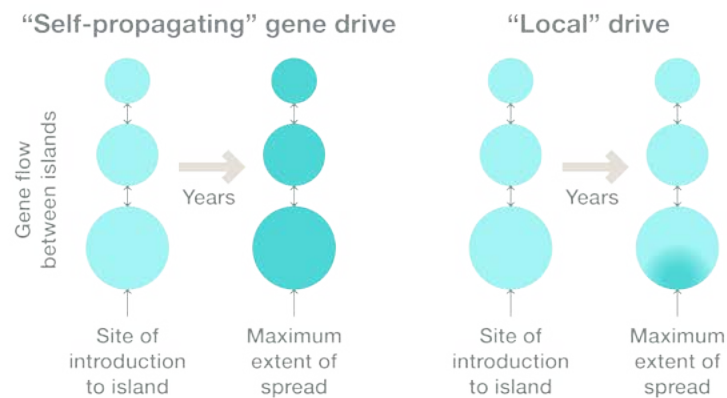 “Self-propagating” gene drive
“Local” drive
Gene flow
between islands
Years
Years
Site of
introduction
to island
Maximum
extent of
spread
Site of
introduction
to island
Maximum
extent of
spread